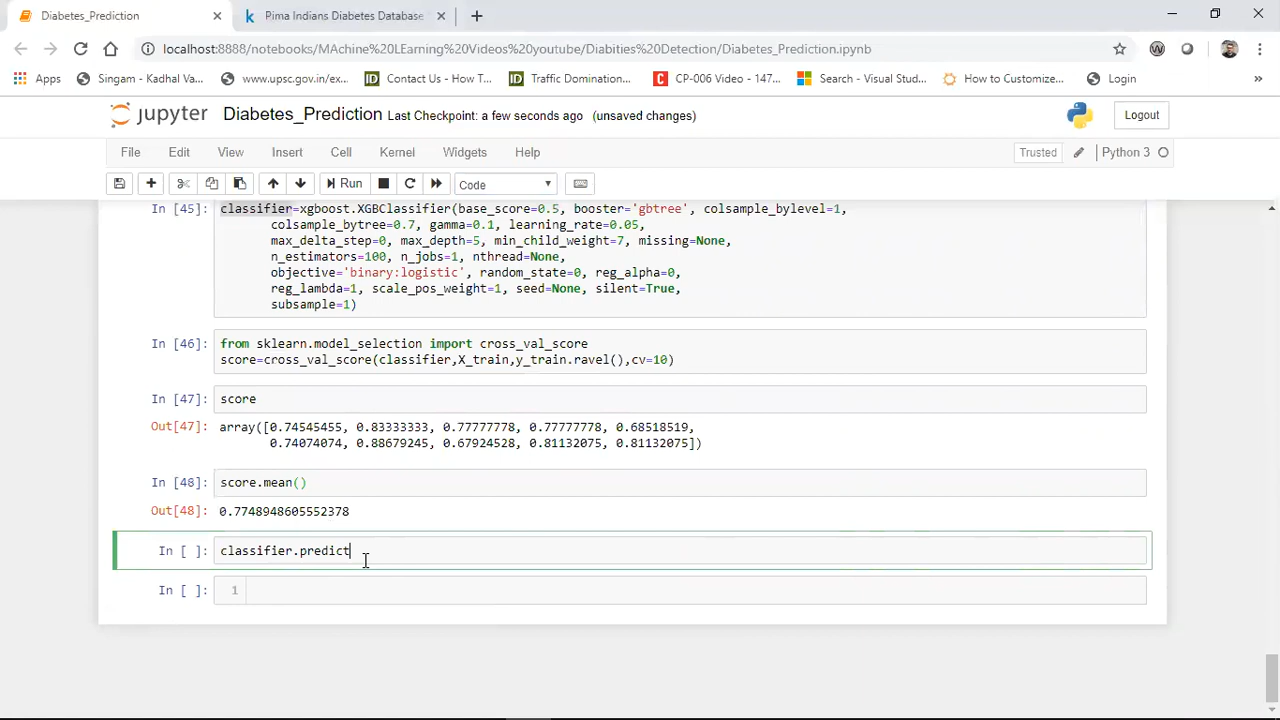 Diabetes_Prediction
Pima Indians Diabetes Database
localhost:8888/notebooks/MAchine%20LEarning%20Videos%20youtube/Diabities%20Detection/Diabetes_Prediction.ipynb
Apps Singam - Kadhal Va... www.upsc.gov.in/ex... Contact Us - How T... Traffic Domination... CP-006 Video - 147... Search - Visual Stud... How to Customize... Login »
jupyter Diabetes_Prediction Last Checkpoint: a few seconds ago (unsaved changes) Logout
File Edit View Insert Cell Kernel Widgets Help Trusted Python 3
Run Code
In [45]: classifier=xgboost.XGBClassifier(base_score=0.5, booster='gbtree', colsample_bylevel=1,
colsample_bytree=0.7, gamma=0.1, learning_rate=0.05,
max_delta_step=0, max_depth=5, min_child_weight=7, missing=None,
n_estimators=100, n_jobs=1, nthread=None,
objective='binary:logistic', random_state=0, reg_alpha=0,
reg_lambda=1, scale_pos_weight=1, seed=None, silent=True,
subsample=1)
In [46]: from sklearn.model_selection import cross_val_score
score=cross_val_score(classifier,X_train,y_train.ravel(),cv=10)
In [47]: score
Out[47]: array([0.74545455, 0.83333333, 0.77777778, 0.77777778, 0.68518519,
0.74074074, 0.88679245, 0.67924528, 0.81132075, 0.81132075])
In [48]: score.mean()
Out[48]: 0.7748948605552378
In [ ]: classifier.predict
In [ ]: 1